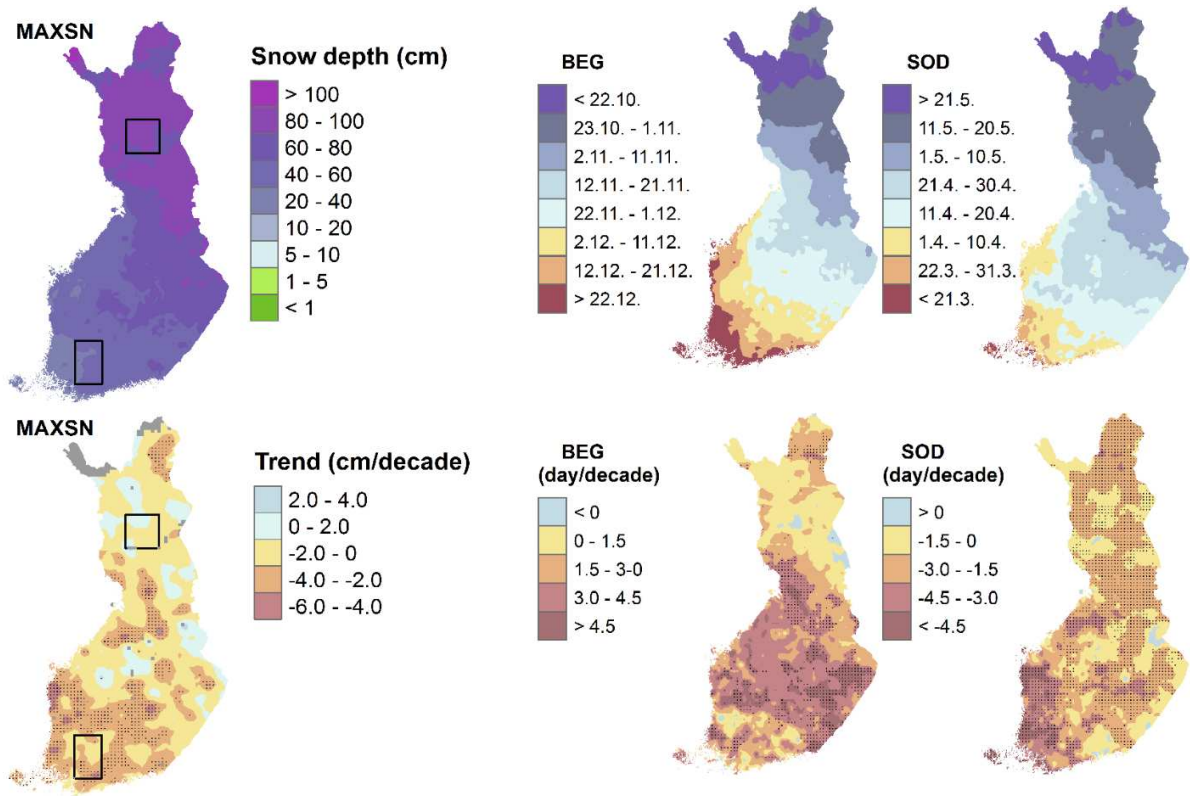 MAXSN
Snow depth (cm)
> 100
80 - 100
60 - 80
40 - 60
20 - 40
10 - 20
5 - 10
1 - 5
< 1
BEG
< 22.10.
23.10. - 1.11.
2.11. - 11.11.
12.11. - 21.11.
22.11. - 1.12.
2.12. - 11.12.
12.12. - 21.12.
> 22.12.
SOD
> 21.5.
11.5. - 20.5.
1.5. - 10.5.
21.4. - 30.4.
11.4. - 20.4.
1.4. - 10.4.
22.3. - 31.3.
< 21.3.
MAXSN
Trend (cm/decade)
2.0 - 4.0
0 - 2.0
-2.0 - 0
-4.0 - -2.0
-6.0 - -4.0
BEG
(day/decade)
< 0
0 - 1.5
1.5 - 3-0
3.0 - 4.5
> 4.5
SOD
(day/decade)
> 0
-1.5 - 0
-3.0 - -1.5
-4.5 - -3.0
< -4.5